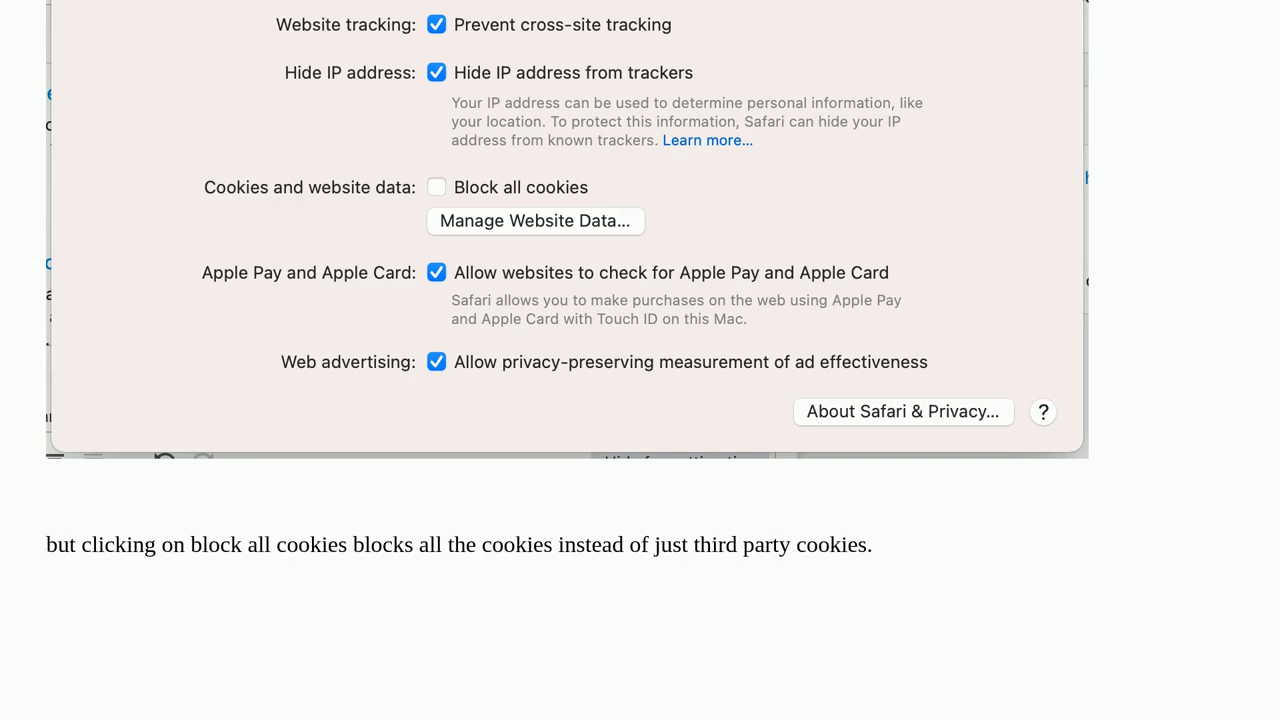 Website tracking: Prevent cross-site tracking
Hide IP address: Hide IP address from trackers
Your IP address can be used to determine personal information, like
your location. To protect this information, Safari can hide your IP
address from known trackers. Learn more...
Cookies and website data: Block all cookies
Manage Website Data...
Apple Pay and Apple Card: Allow websites to check for Apple Pay and Apple Card
Safari allows you to make purchases on the web using Apple Pay
and Apple Card with Touch ID on this Mac.
Web advertising: Allow privacy-preserving measurement of ad effectiveness
About Safari & Privacy... ?
but clicking on block all cookies blocks all the cookies instead of just third party cookies.